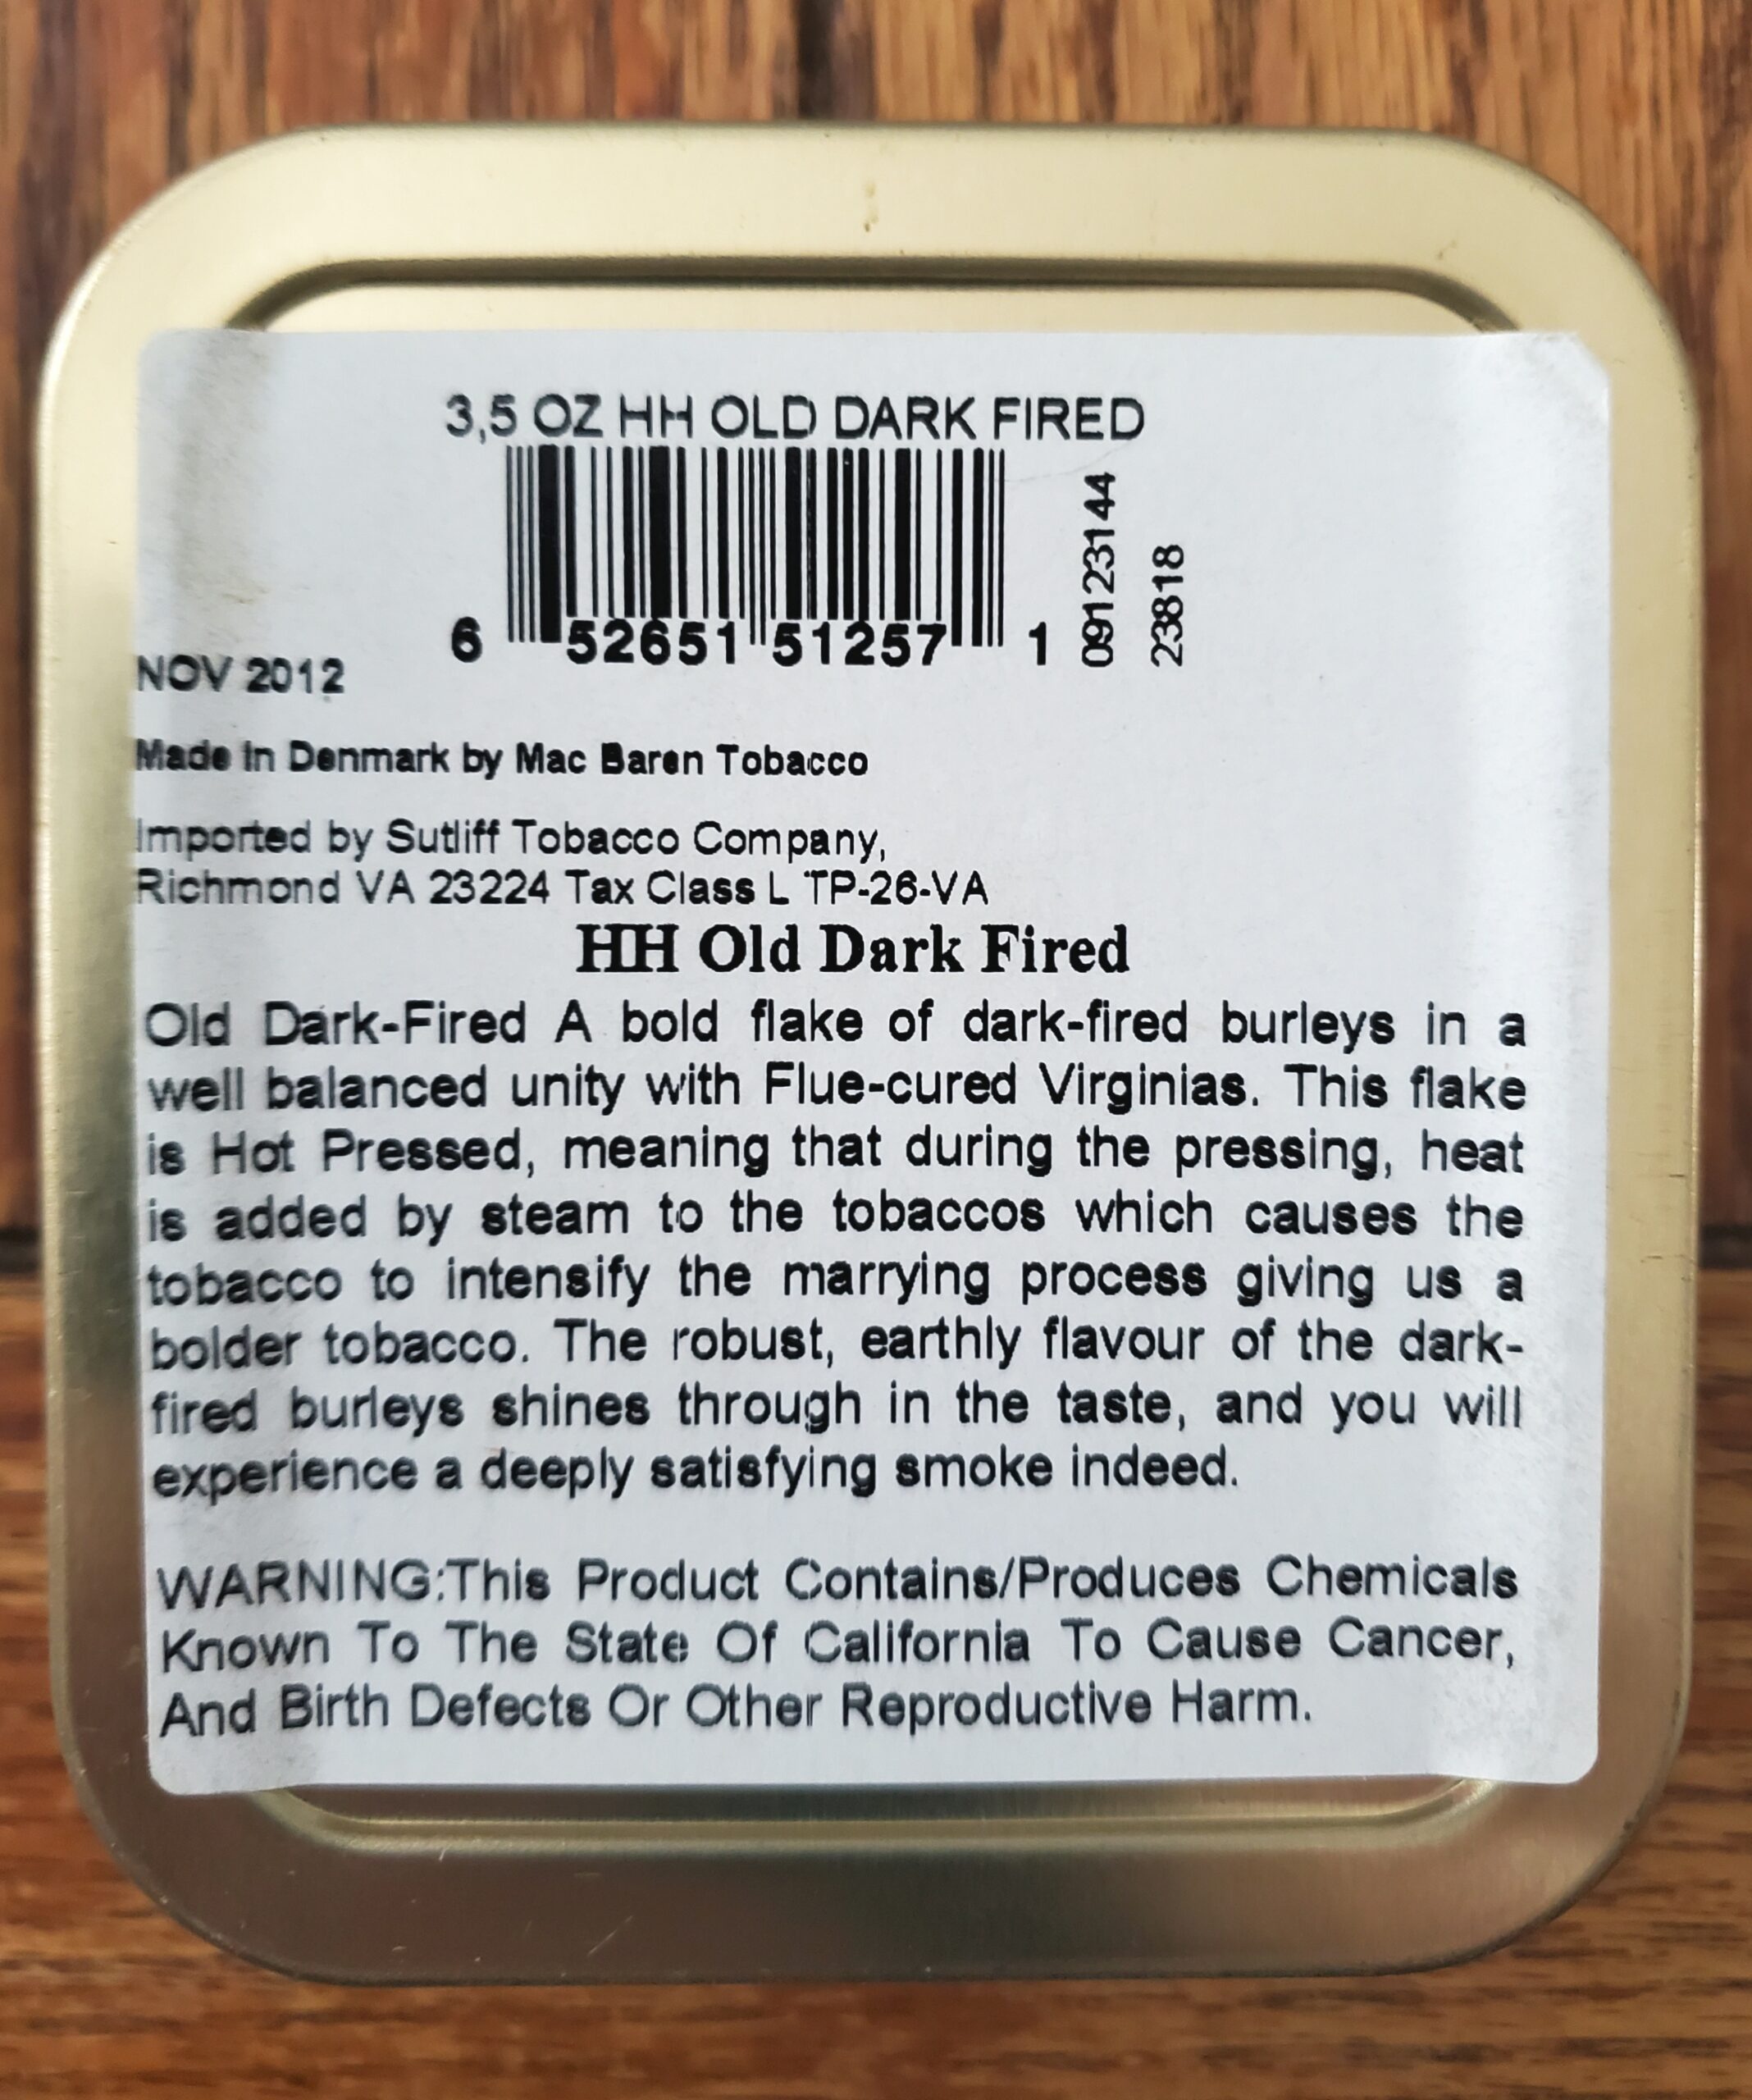 3,5 OZ HH OLD DARK FIRED
6 52651 51257 1
09123144
23818
NOV 2012
Made In Denmark by Mac Baren Tobacco
Imported by Sutliff Tobacco Company,
Richmond VA 23224 Tax Class L TP-26-VA
HH Old Dark Fired
Old Dark-Fired A bold flake of dark-fired burleys in a
well balanced unity with Flue-cured Virginias. This flake
is Hot Pressed, meaning that during the pressing, heat
is added by steam to the tobaccos which causes the
tobacco to intensify the marrying process giving us a
bolder tobacco. The robust, earthly flavour of the dark-
fired burleys shines through in the taste, and you will
experience a deeply satisfying smoke indeed.
WARNING:This Product Contains/Produces Chemicals
Known To The State Of California To Cause Cancer,
And Birth Defects Or Other Reproductive Harm.